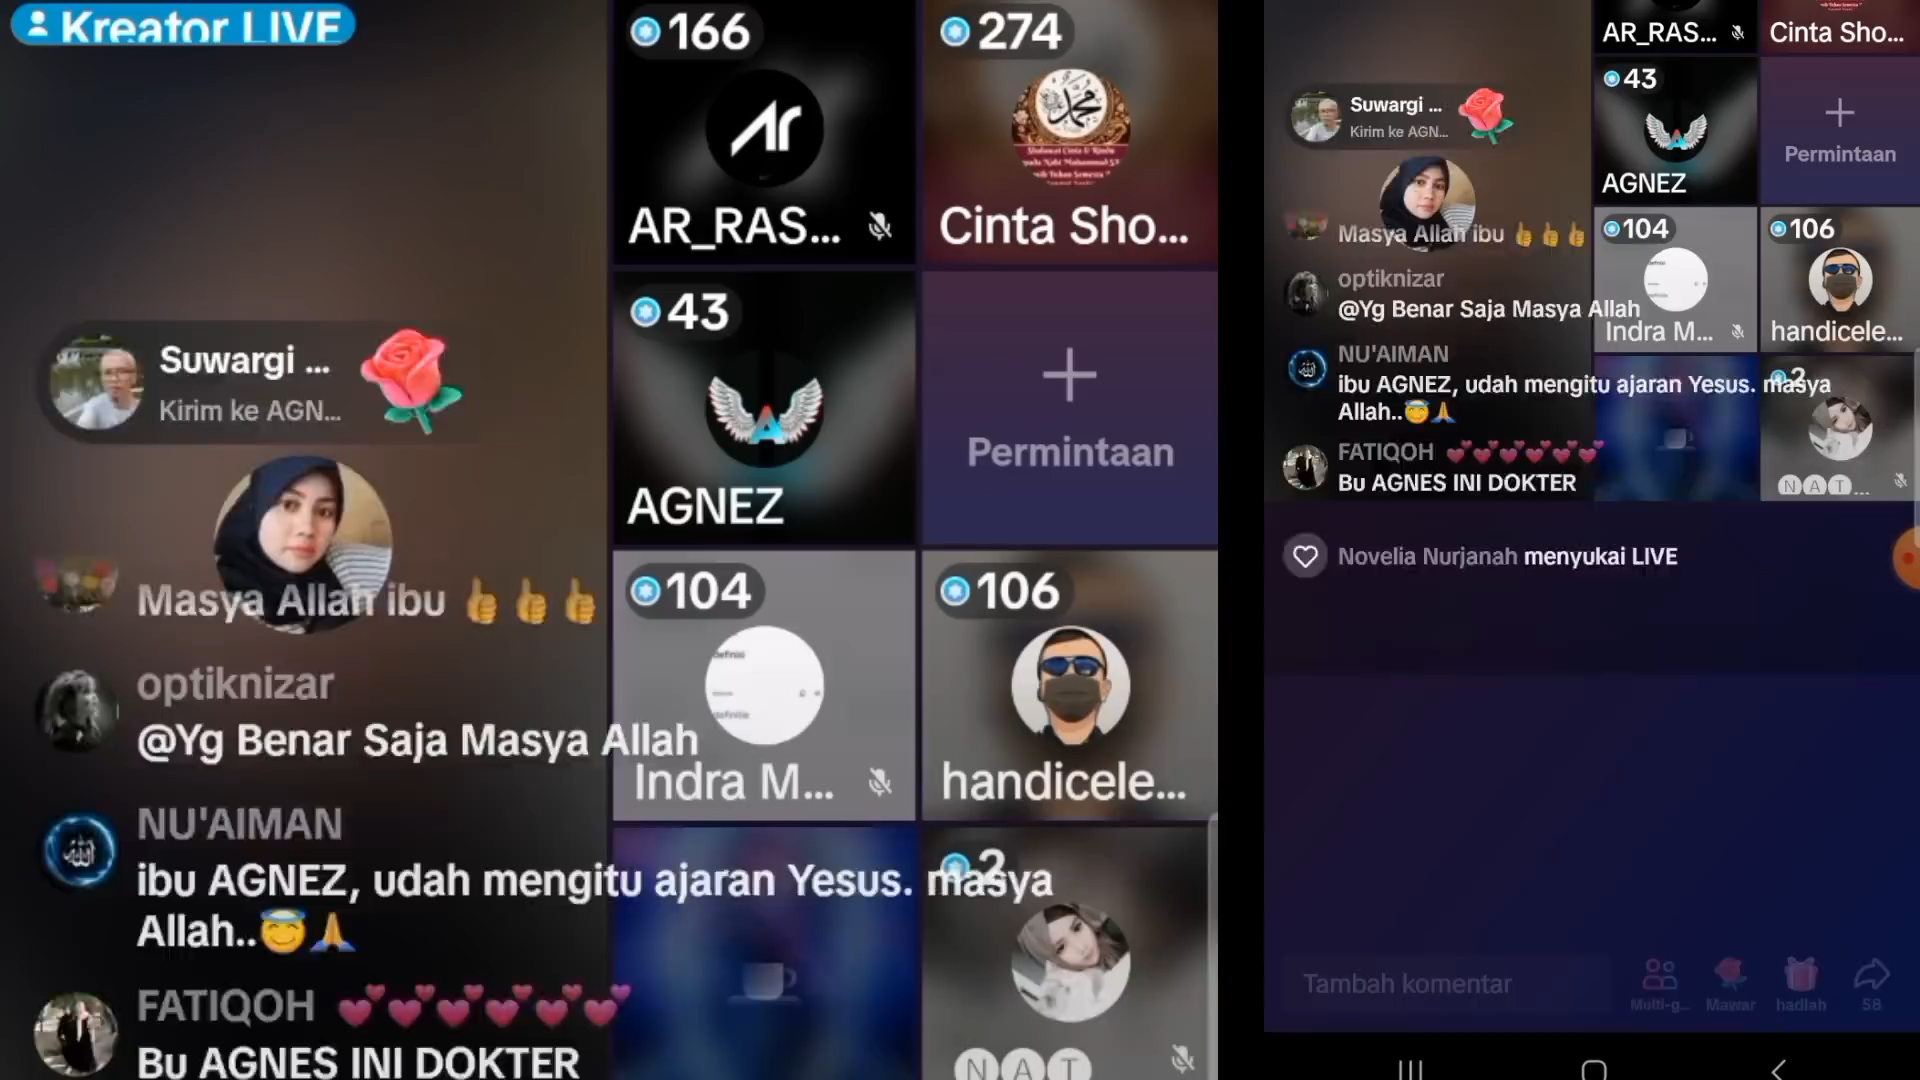 Kreator LIVE
166
AR_RAS...
274
Cinta Sho...
43
AGNEZ
Permintaan
Suwargi ...
Kirim ke AGN...
Masya Allah ibu 👍👍👍
optiknizar
@Yg Benar Saja Masya Allah
104
Indra M...
106
handicele...
NU'AIMAN
ibu AGNEZ, udah mengitu ajaran Yesus. masya
Allah..😇🙏
2
FATIQOH 💕💕💕💕💕💕
Bu AGNES INI DOKTER
N A T
AR_RAS...
Cinta Sho...
43
AGNEZ
Permintaan
Suwargi ...
Kirim ke AGN...
Masya Allah ibu 👍👍👍
optiknizar
@Yg Benar Saja Masya Allah
104
Indra M...
106
handicele...
NU'AIMAN
ibu AGNEZ, udah mengitu ajaran Yesus. masya
Allah..😇🙏
2
FATIQOH 💕💕💕💕💕💕
Bu AGNES INI DOKTER
N A T ...
Novelia Nurjanah menyukai LIVE
Tambah komentar
Multi-g...
Mawar
hadiah
58